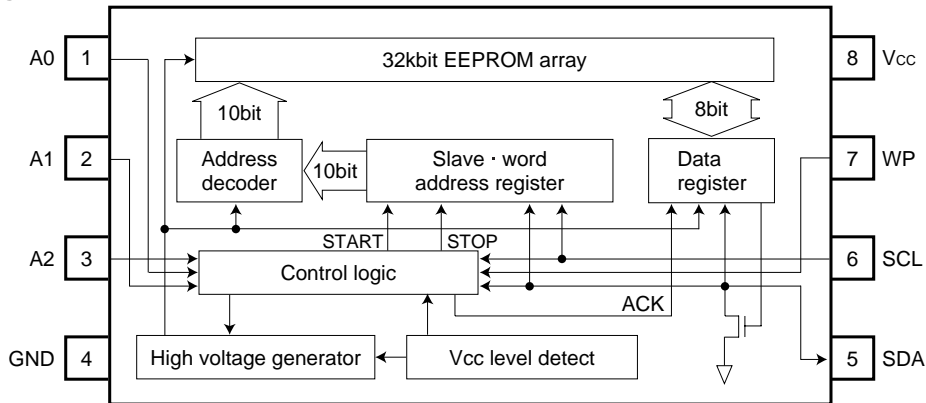 32kbit EEPROM array
A0 1
8 Vcc
10bit
8bit
A1 2
Address
decoder
10bit
Slave · word
address register
Data
register
7 WP
START
STOP
A2 3
Control logic
6 SCL
ACK
GND 4
High voltage generator
Vcc level detect
5 SDA